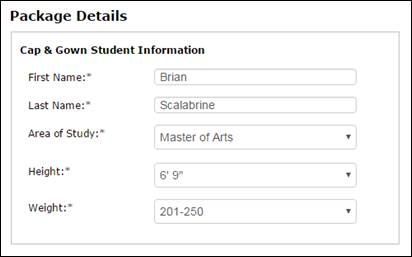 Package Details
Cap & Gown Student Information
First Name:* Brian
Last Name:* Scalabrine
Area of Study:* Master of Arts
Height:* 6' 9"
Weight:* 201-250